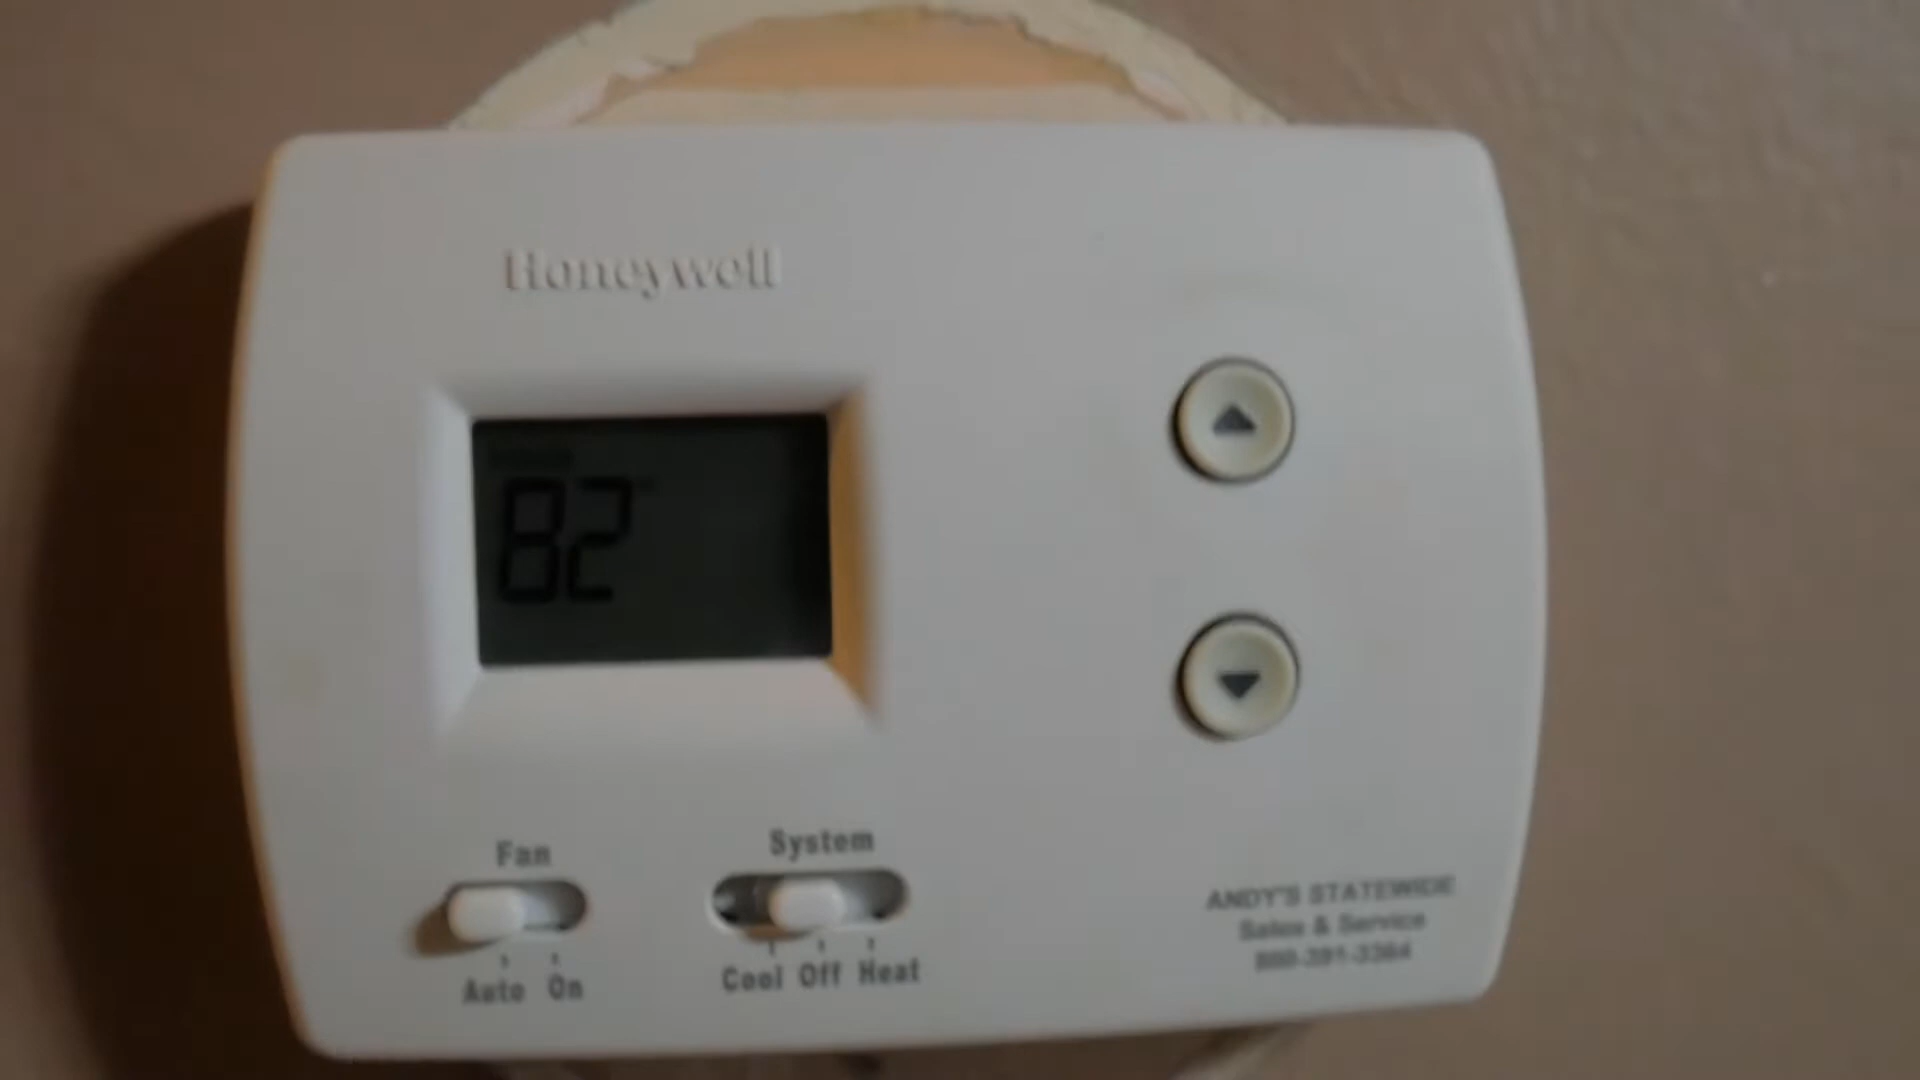 Honeywell
82
Fan
System
Auto On
Cool Off Heat
ANDY'S STATEWIDE
Sales & Service